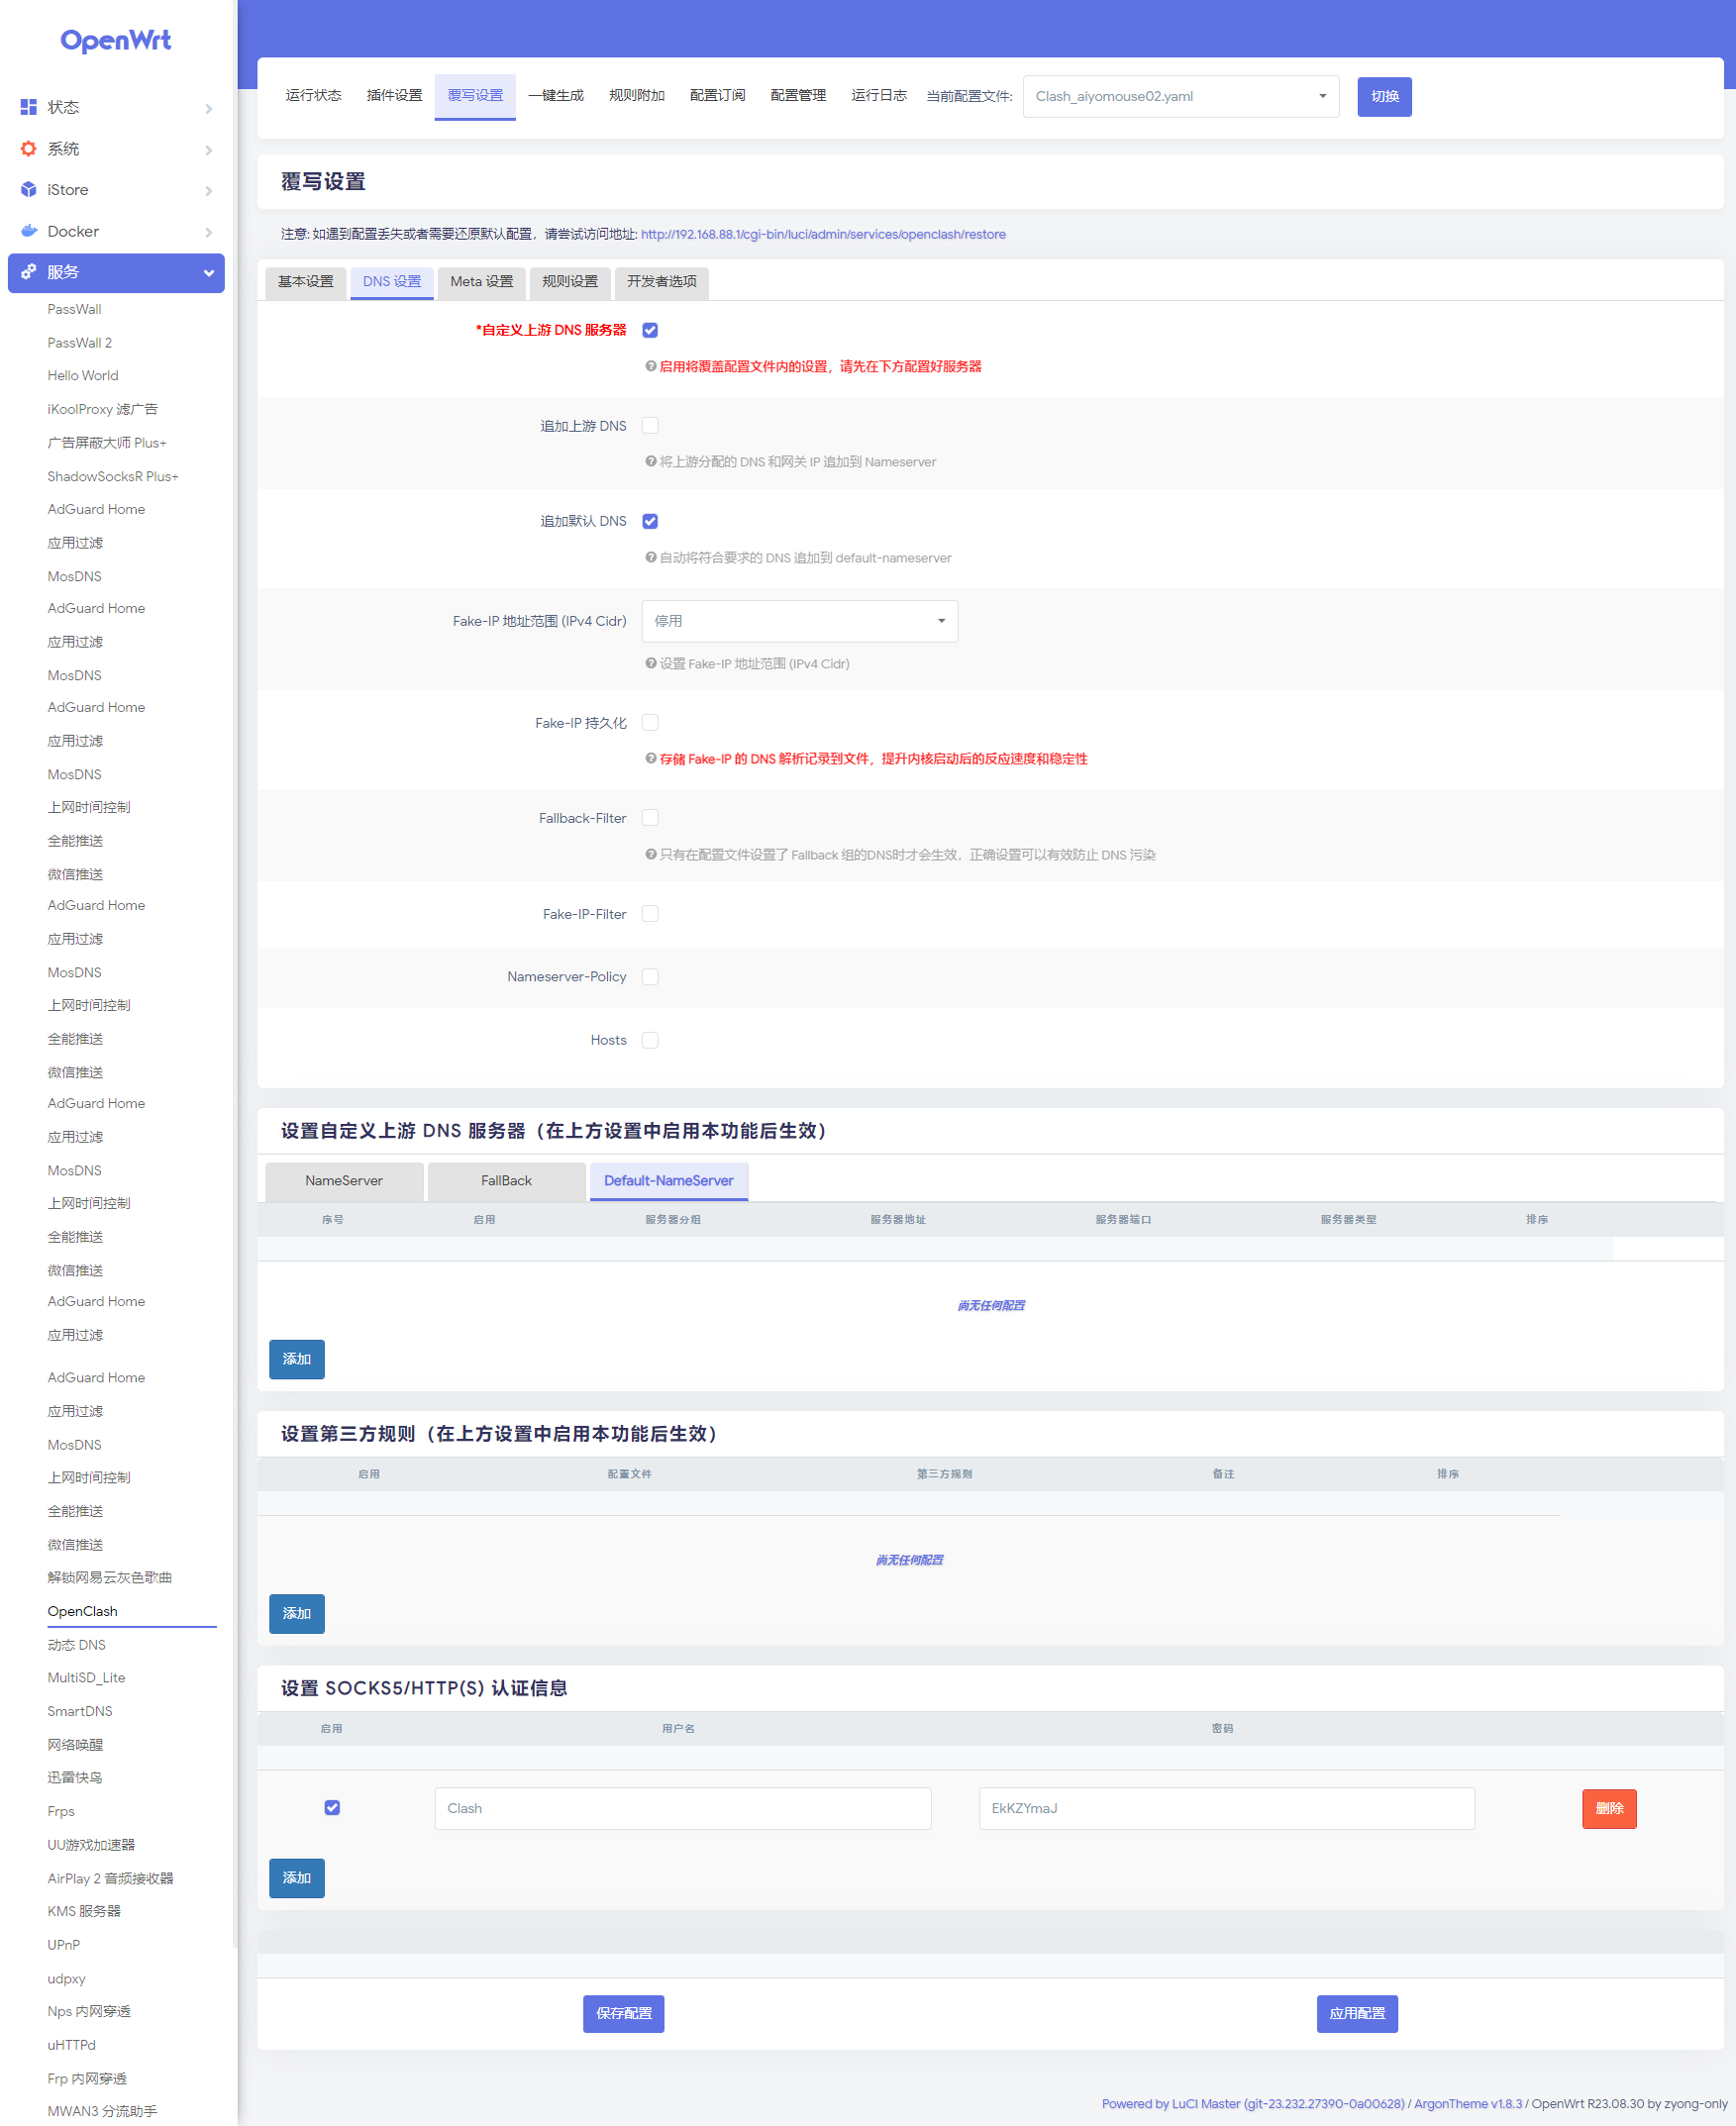 OpenWrt
状态
系统
iStore
Docker
服务
PassWall
PassWall 2
Hello World
iKoolProxy 滤广告
广告屏蔽大师 Plus+
ShadowSocksR Plus+
AdGuard Home
应用过滤
MosDNS
AdGuard Home
应用过滤
MosDNS
AdGuard Home
应用过滤
MosDNS
上网时间控制
全能推送
微信推送
AdGuard Home
应用过滤
MosDNS
上网时间控制
全能推送
微信推送
AdGuard Home
应用过滤
MosDNS
上网时间控制
全能推送
微信推送
AdGuard Home
应用过滤
AdGuard Home
应用过滤
MosDNS
上网时间控制
全能推送
微信推送
解锁网易云灰色歌曲
OpenClash
动态 DNS
MultiSD_Lite
SmartDNS
网络唤醒
迅雷快鸟
Frps
UU游戏加速器
AirPlay 2 音频接收器
KMS 服务器
UPnP
udpxy
Nps 内网穿透
uHTTPd
Frp 内网穿透
MWAN3 分流助手
运行状态 插件设置 覆写设置 一键生成 规则附加 配置订阅 配置管理 运行日志 当前配置文件: Clash_aiyomouse02.yaml 切换
覆写设置
注意: 如遇到配置丢失或者需要还原默认配置，请尝试访问地址: http://192.168.88.1/cgi-bin/luci/admin/services/openclash/restore
基本设置 DNS 设置 Meta 设置 规则设置 开发者选项
*自定义上游 DNS 服务器
启用将覆盖配置文件内的设置，请先在下方配置好服务器
追加上游 DNS
将上游分配的 DNS 和网关 IP 追加到 Nameserver
追加默认 DNS
自动将符合要求的 DNS 追加到 default-nameserver
Fake-IP 地址范围 (IPv4 Cidr) 停用
设置 Fake-IP 地址范围 (IPv4 Cidr)
Fake-IP 持久化
存储 Fake-IP 的 DNS 解析记录到文件，提升内核启动后的反应速度和稳定性
Fallback-Filter
只有在配置文件设置了 Fallback 组的DNS时才会生效，正确设置可以有效防止 DNS 污染
Fake-IP-Filter
Nameserver-Policy
Hosts
设置自定义上游 DNS 服务器（在上方设置中启用本功能后生效）
NameServer FallBack Default-NameServer
序号 启用 服务器分组 服务器地址 服务器端口 服务器类型 排序
尚无任何配置
添加
设置第三方规则（在上方设置中启用本功能后生效）
启用 配置文件 第三方规则 备注 排序
尚无任何配置
添加
设置 SOCKS5/HTTP(S) 认证信息
启用 用户名 密码
Clash EkKZYmaJ 删除
添加
保存配置 应用配置
Powered by LuCI Master (git-23.232.27390-0a00628) / ArgonTheme v1.8.3 / OpenWrt R23.08.30 by zyong-only